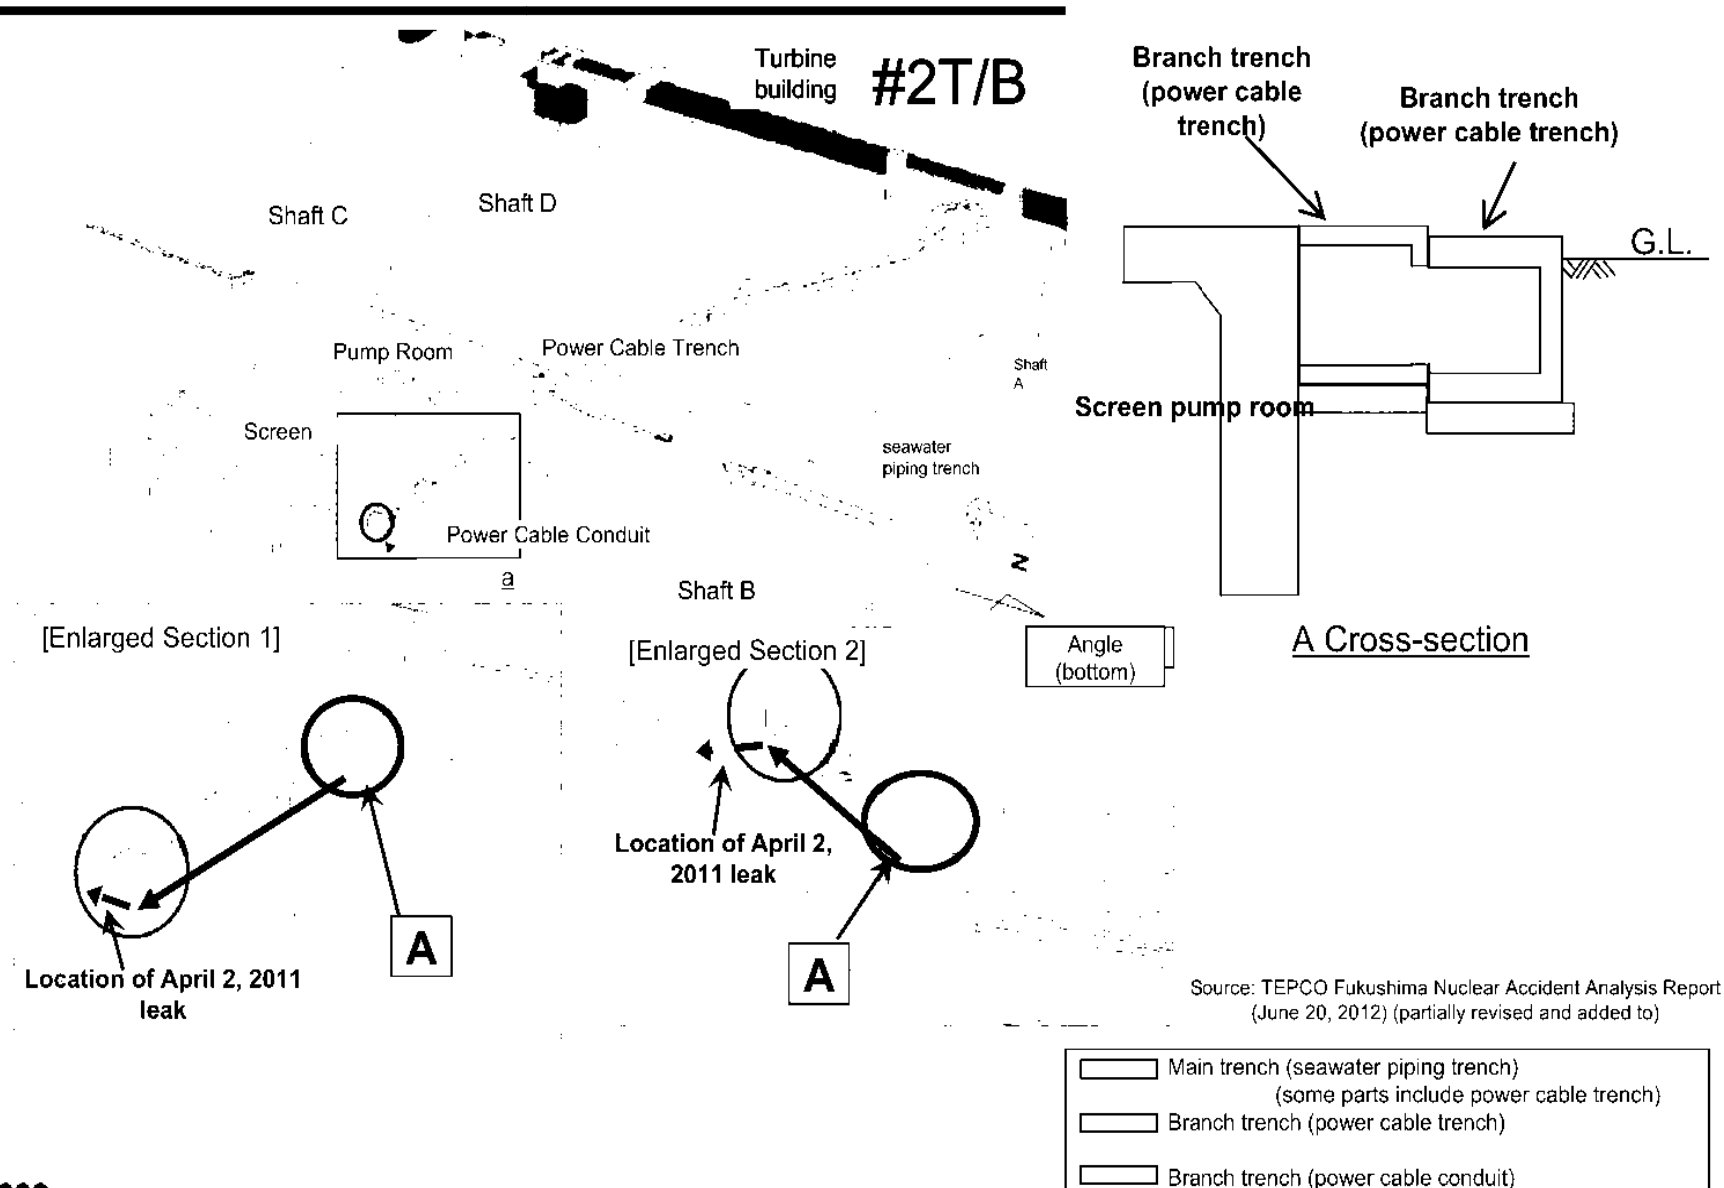 Turbine
building
#2T/B
Branch trench
(power cable
trench)
Branch trench
(power cable trench)
G.L.
Shaft C
Shaft D
Pump Room
Power Cable Trench
Shaft
A
Screen pump room
Screen
seawater
piping trench
Power Cable Conduit
a
N
Shaft B
[Enlarged Section 1]
[Enlarged Section 2]
Angle
(bottom)
A Cross-section
Location of April 2,
2011 leak
A
A
Location of April 2, 2011
leak
Source: TEPCO Fukushima Nuclear Accident Analysis Report
(June 20, 2012) (partially revised and added to)
Main trench (seawater piping trench)
(some parts include power cable trench)
Branch trench (power cable trench)
Branch trench (power cable conduit)